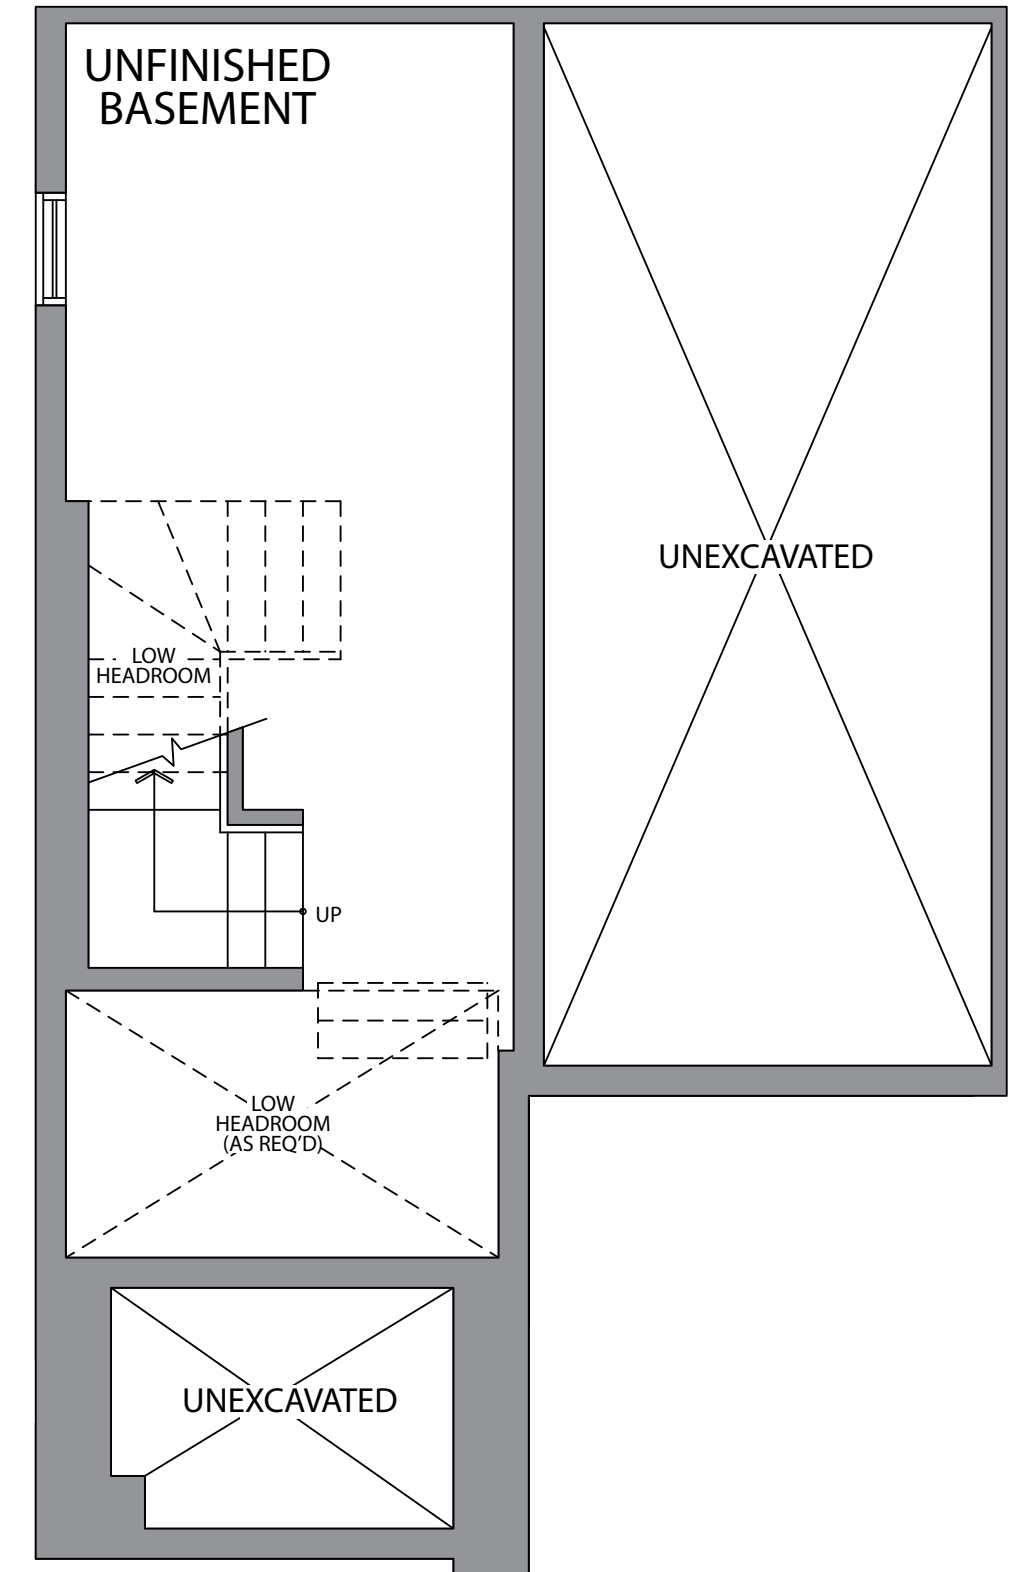 UNFINISHED
BASEMENT
UNEXCAVATED
LOW
HEADROOM
UP
LOW
HEADROOM
(AS REQ'D)
UNEXCAVATED